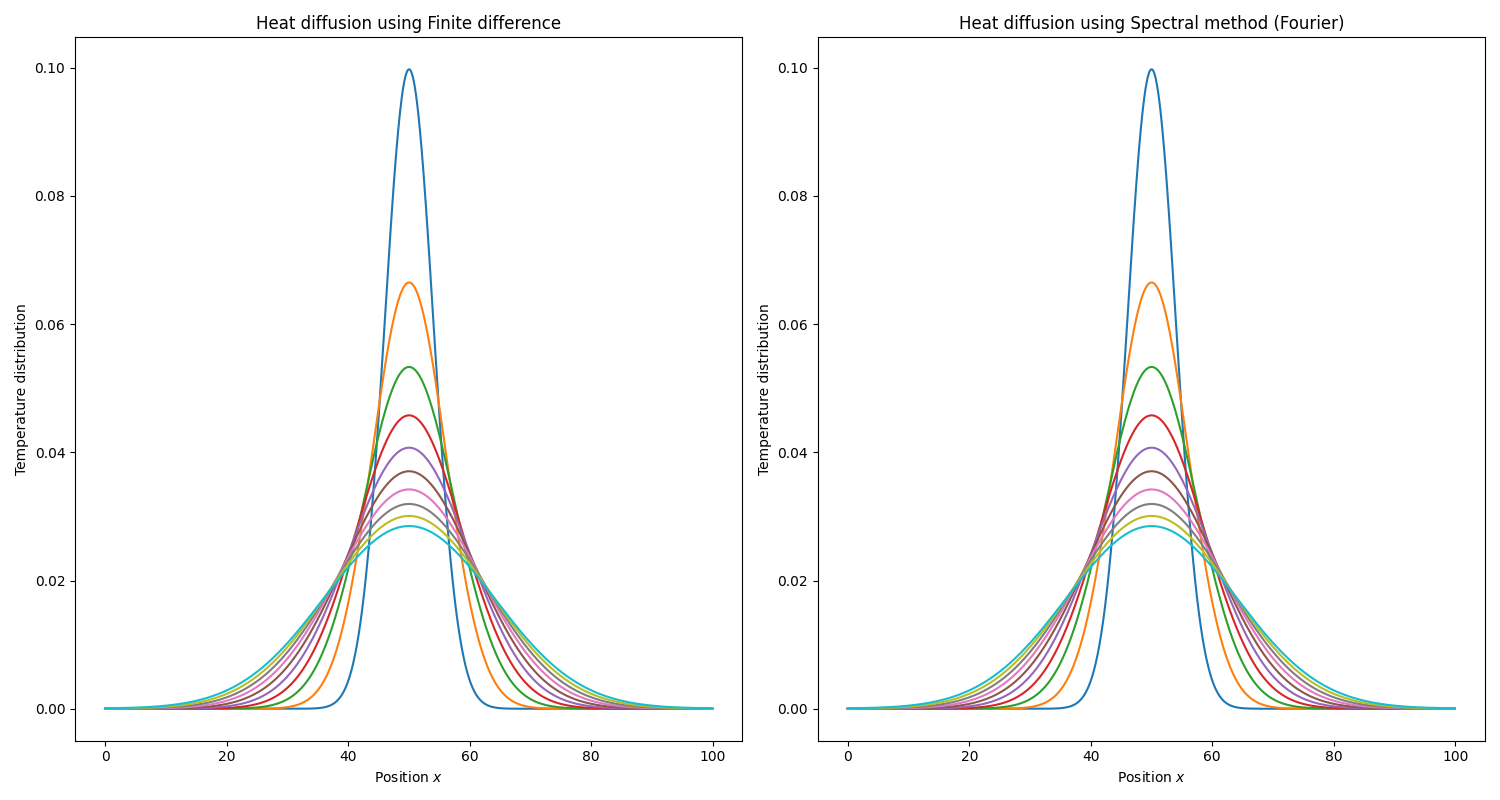 Heat diffusion using Finite difference
0.10
0.08
0.06
0.04
0.02
0.00
Temperature distribution
0 20 40 60 80 100
Position x
Heat diffusion using Spectral method (Fourier)
0.10
0.08
0.06
0.04
0.02
0.00
Temperature distribution
0 20 40 60 80 100
Position x